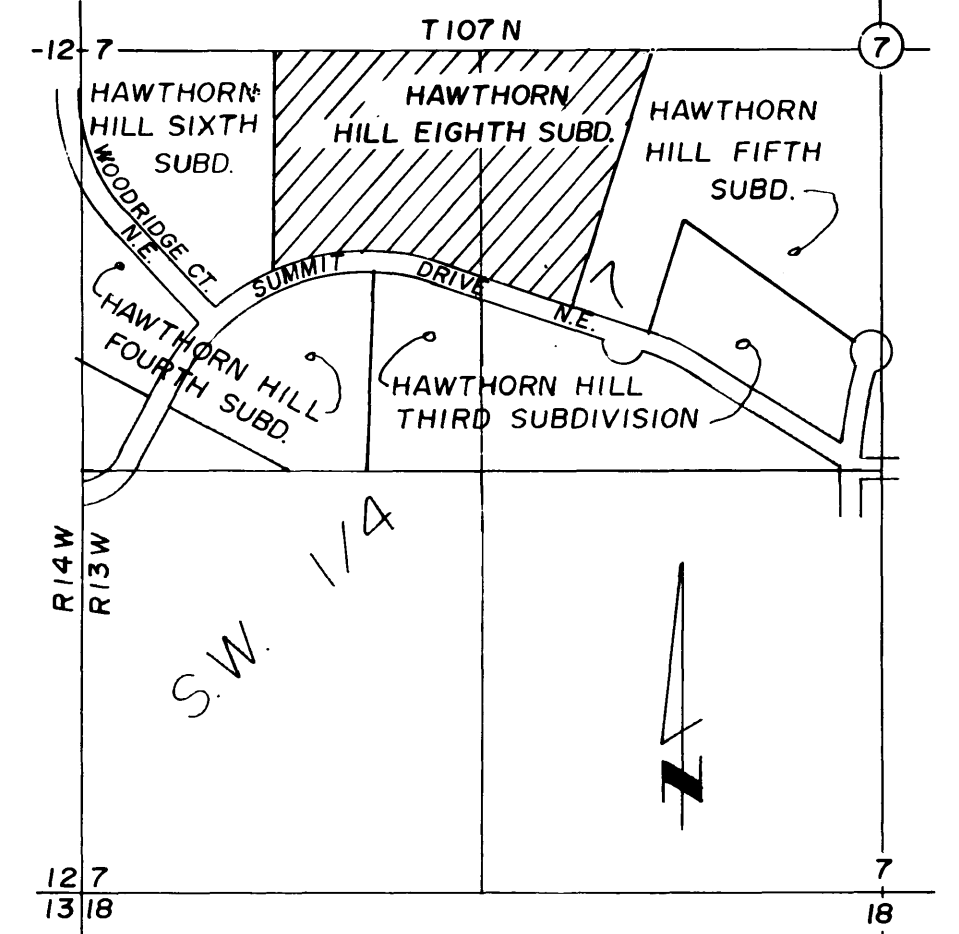 T 107 N
-12 7
7
HAWTHORN
HILL SIXTH
SUBD.
HAWTHORN
HILL EIGHTH SUBD.
HAWTHORN
HILL FIFTH
SUBD.
WOODRIDGE CT.
N.E.
SUMMIT DRIVE N.E.
HAWTHORN HILL
FOURTH SUBD.
HAWTHORN HILL
THIRD SUBDIVISION
R14W
R13W
S.W. 1/4
N
12 7
13 18
7
18